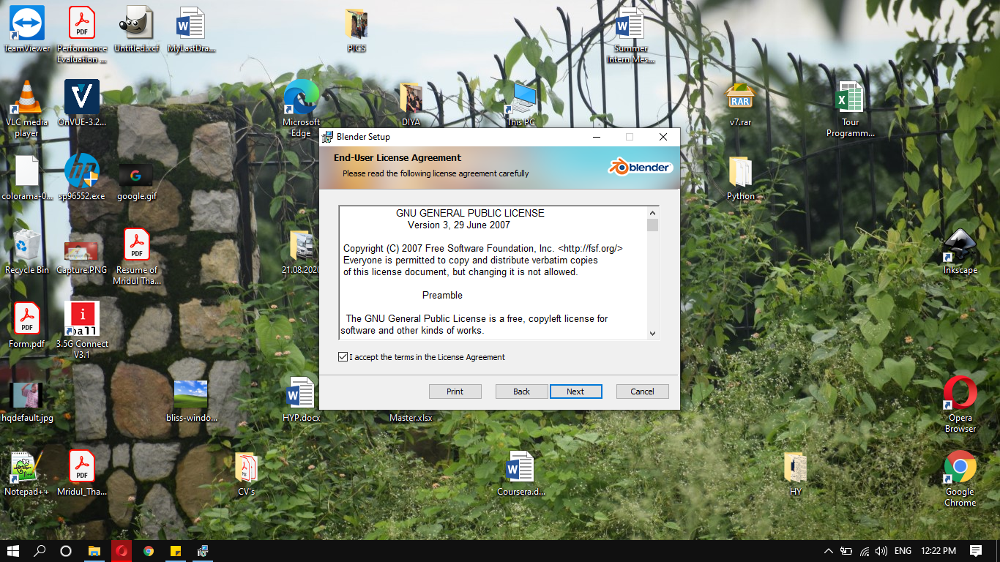 TeamViewer
Performance
Evaluation ...
Untitled.xcf
MyLastDra...
PICS
Summer
Intern Mes...
VLC media
player
OnVUE-3.2...
Microsoft
Edge
DIYA
This PC
v7.rar
Tour
Programm...
colorama-0...
sp96552.exe
google.gif
Python
Recycle Bin
Capture.PNG
Resume of
Mridul Tha...
21.08.2020
Inkscape
Form.pdf
3.5G Connect
V3.1
hqdefault.jpg
bliss-windo...
HYP.docx
Master.xlsx
Opera
Browser
Notepad++
Mridul_Tha...
CV's
Coursera.d...
HY
Google
Chrome
PDF
PDF
PDF
PDF
RAR
hp
i
ball
G
Blender Setup
End-User License Agreement
Please read the following license agreement carefully
blender
GNU GENERAL PUBLIC LICENSE
Version 3, 29 June 2007
Copyright (C) 2007 Free Software Foundation, Inc. <http://fsf.org/>
Everyone is permitted to copy and distribute verbatim copies
of this license document, but changing it is not allowed.
Preamble
The GNU General Public License is a free, copyleft license for
software and other kinds of works.
I accept the terms in the License Agreement
Print
Back
Next
Cancel
ENG
12:22 PM